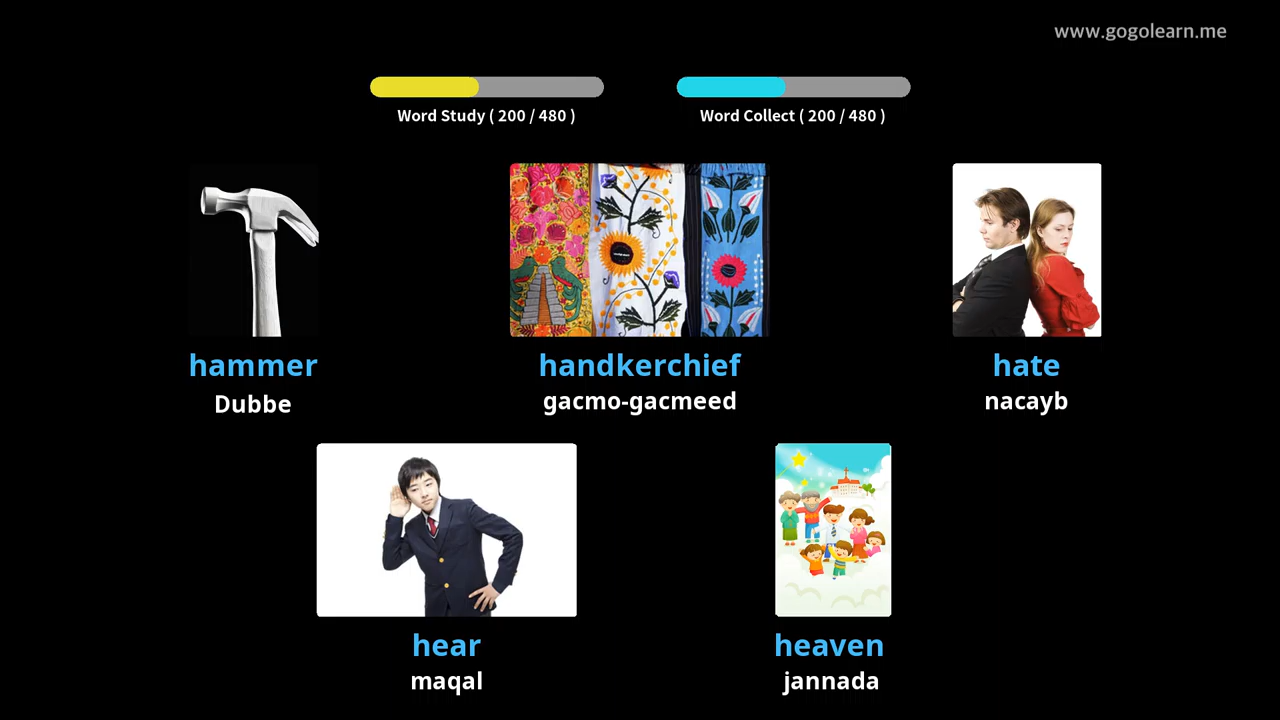 www.gogolearn.me
Word Study ( 200 / 480 )
Word Collect ( 200 / 480 )
hammer
Dubbe
handkerchief
gacmo-gacmeed
hate
nacayb
hear
maqal
heaven
jannada